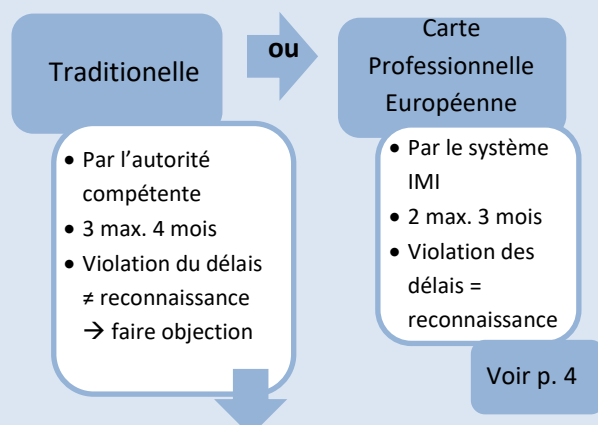 Traditionelle
• Par l’autorité
compétente
• 3 max. 4 mois
• Violation du délais
≠ reconnaissance
→ faire objection
ou
Carte
Professionnelle
Européenne
• Par le système
IMI
• 2 max. 3 mois
• Violation des
délais =
reconnaissance
Voir p. 4